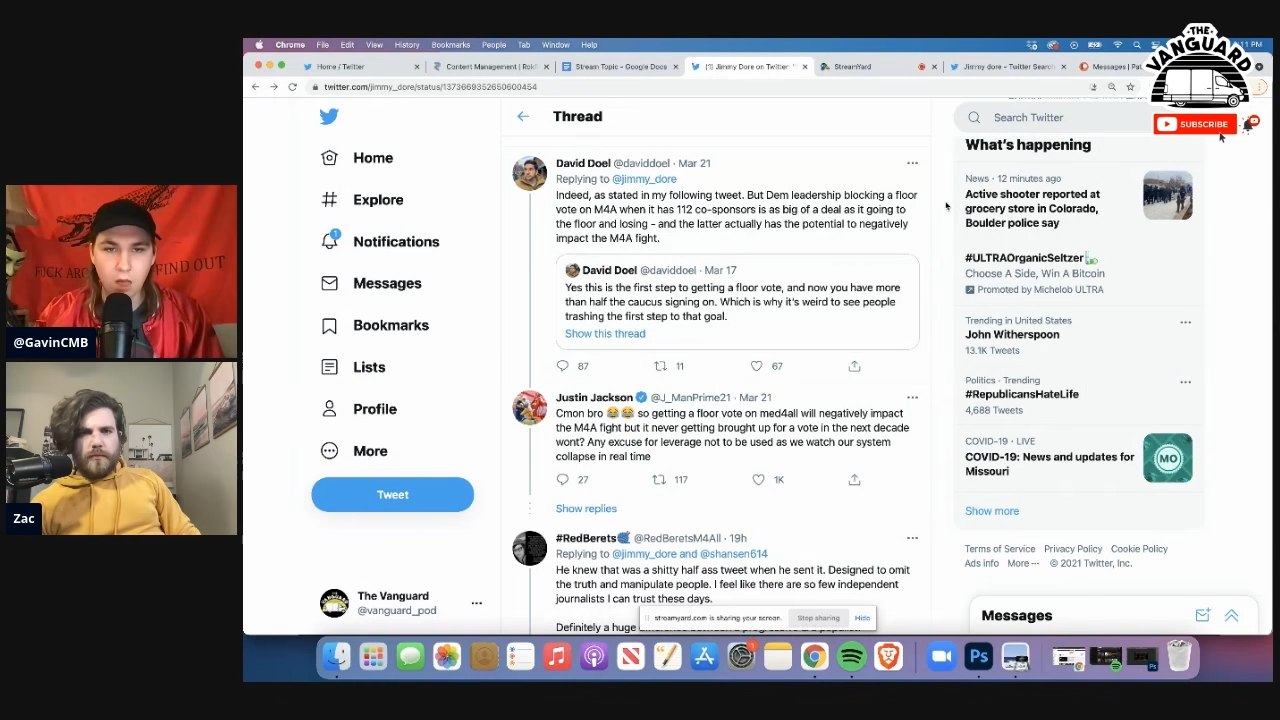 THE
VANGUARD
SUBSCRIBE
Chrome File Edit View History Bookmarks People Tab Window Help
Home / Twitter
Content Management | Rok
Stream Topic - Google Docs
(1) Jimmy Dore on Twitter: "
StreamYard
Jimmy dore - Twitter Search
Messages | Pat
twitter.com/jimmy_dore/status/1373669352650600454
Home
Explore
1
Notifications
Messages
Bookmarks
Lists
Profile
More
Tweet
The Vanguard
@vanguard_pod
Thread
David Doel @daviddoel · Mar 21
Replying to @jimmy_dore
Indeed, as stated in my following tweet. But Dem leadership blocking a floor
vote on M4A when it has 112 co-sponsors is as big of a deal as it going to
the floor and losing - and the latter actually has the potential to negatively
impact the M4A fight.
David Doel @daviddoel · Mar 17
Yes this is the first step to getting a floor vote, and now you have more
than half the caucus signing on. Which is why it's weird to see people
trashing the first step to that goal.
Show this thread
87 11 67
Justin Jackson @J_ManPrime21 · Mar 21
Cmon bro 😂😂 so getting a floor vote on med4all will negatively impact
the M4A fight but it never getting brought up for a vote in the next decade
wont? Any excuse for leverage not to be used as we watch our system
collapse in real time
27 117 1K
Show replies
#RedBerets @RedBeretsM4All · 19h
Replying to @jimmy_dore and @shansen614
He knew that was a shitty half ass tweet when he sent it. Designed to omit
the truth and manipulate people. I feel like there are so few independent
journalists I can trust these days.
Definitely a huge
streamyard.com is sharing your screen. Stop sharing Hide
Search Twitter
What's happening
News · 12 minutes ago
Active shooter reported at
grocery store in Colorado,
Boulder police say
#ULTRAOrganicSeltzer
Choose A Side, Win A Bitcoin
Promoted by Michelob ULTRA
Trending in United States
John Witherspoon
13.1K Tweets
Politics · Trending
#RepublicansHateLife
4,688 Tweets
COVID-19 · LIVE
COVID-19: News and updates for
Missouri
MO
Show more
Terms of Service Privacy Policy Cookie Policy
Ads info More ··· © 2021 Twitter, Inc.
Messages
FIND OUT
@GavinCMB
Zac